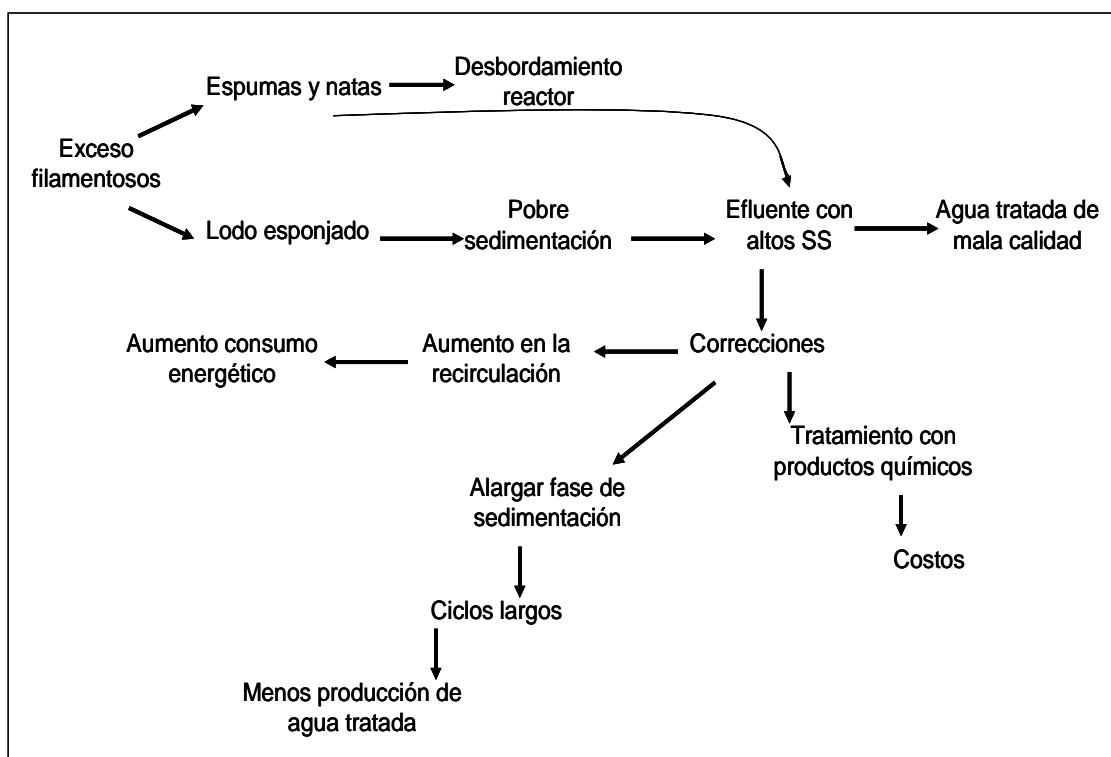 Espumas y natas
Desbordamiento
reactor
Exceso
filamentosos
Lodo esponjado
Pobre
sedimentación
Efluente con
altos SS
Agua tratada de
mala calidad
Aumento consumo
energético
Aumento en la
recirculación
Correcciones
Tratamiento con
productos químicos
Alargar fase de
sedimentación
Costos
Ciclos largos
Menos producción de
agua tratada